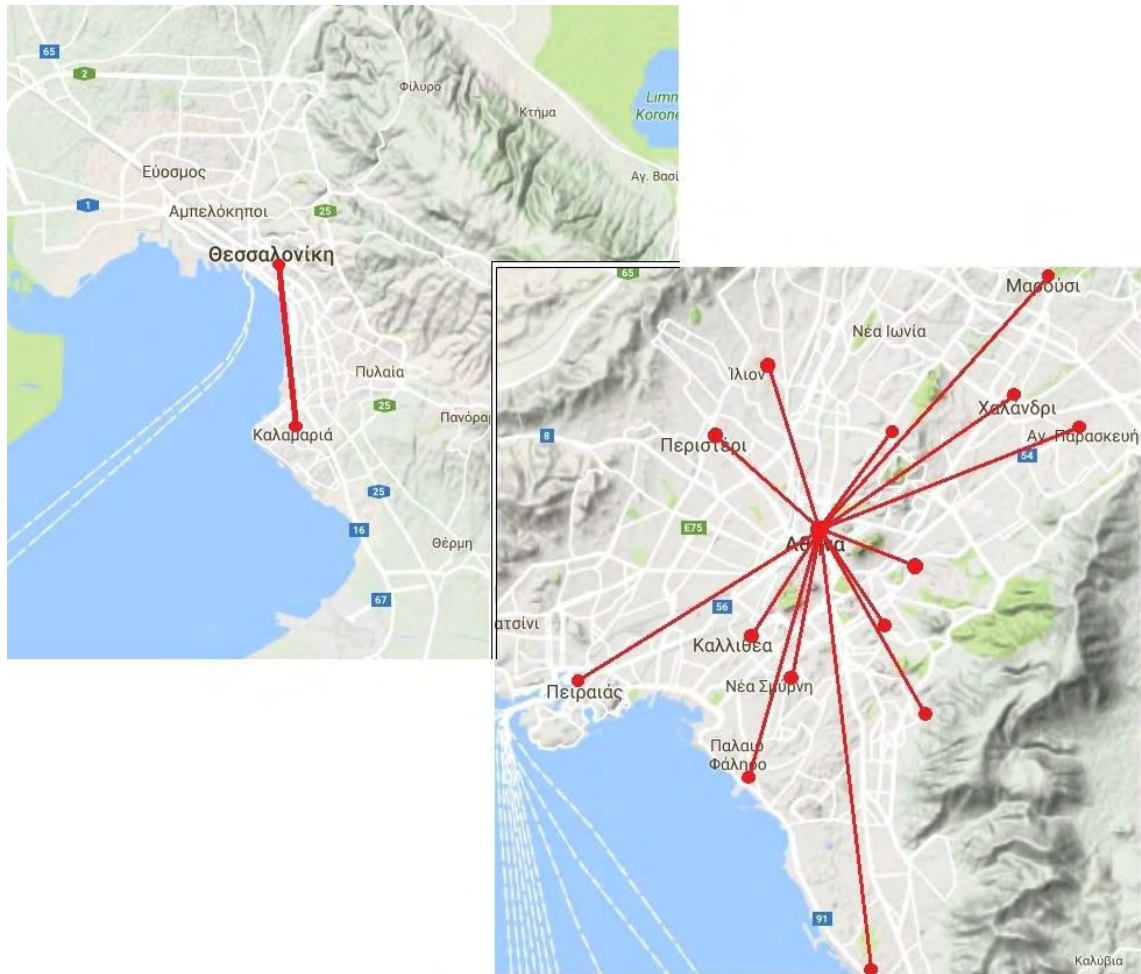 65
2
Φίλυρο
Κτήμα
Limn
Korone
Εύοσμος
Αγ. Βασί
1
Αμπελόκηποι
25
Θεσσαλονίκη
Πυλαία
25
Πανόρα
Καλαμαριά
25
16
Θέρμη
67
65
Μαρούσι
Νέα Ιωνία
Ίλιον
Χαλάνδρι
8
Περιστέρι
Αγ. Παρασκευή
54
E75
Αθήνα
56
ατσίνι
Καλλιθέα
Πειραιάς
Νέα Σμύρνη
Παλαιό
Φάληρο
91
Καλύβια